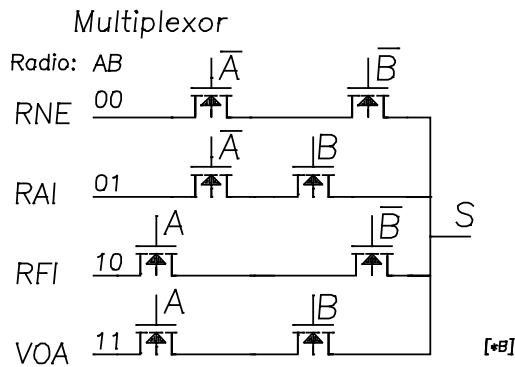 Multiplexor
Radio: AB
RNE 00 A̅ B̅
RAI 01 A̅ B
S
RFI 10 A B̅
VOA 11 A B
[*B]